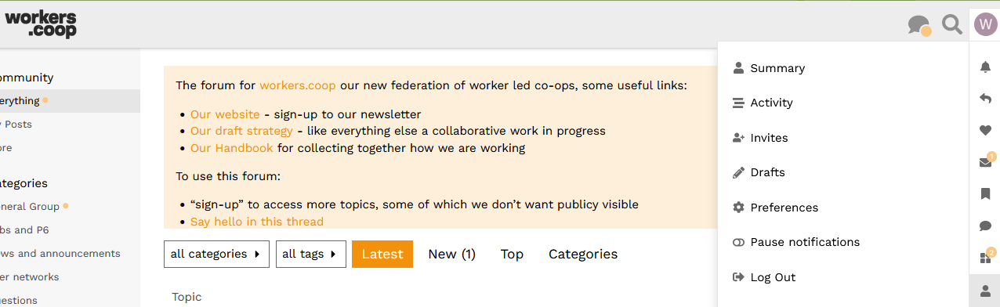 workers
.coop
W
ommunity
erything
Posts
ore
ategories
neral Group
bs and P6
ws and announcements
er networks
estions
The forum for workers.coop our new federation of worker led co-ops, some useful links:
Our website - sign-up to our newsletter
Our draft strategy - like everything else a collaborative work in progress
Our Handbook for collecting together how we are working
To use this forum:
“sign-up” to access more topics, some of which we don’t want publicy visible
Say hello in this thread
all categories
all tags
Latest
New (1)
Top
Categories
Topic
Summary
Activity
Invites
Drafts
Preferences
Pause notifications
Log Out
1
2